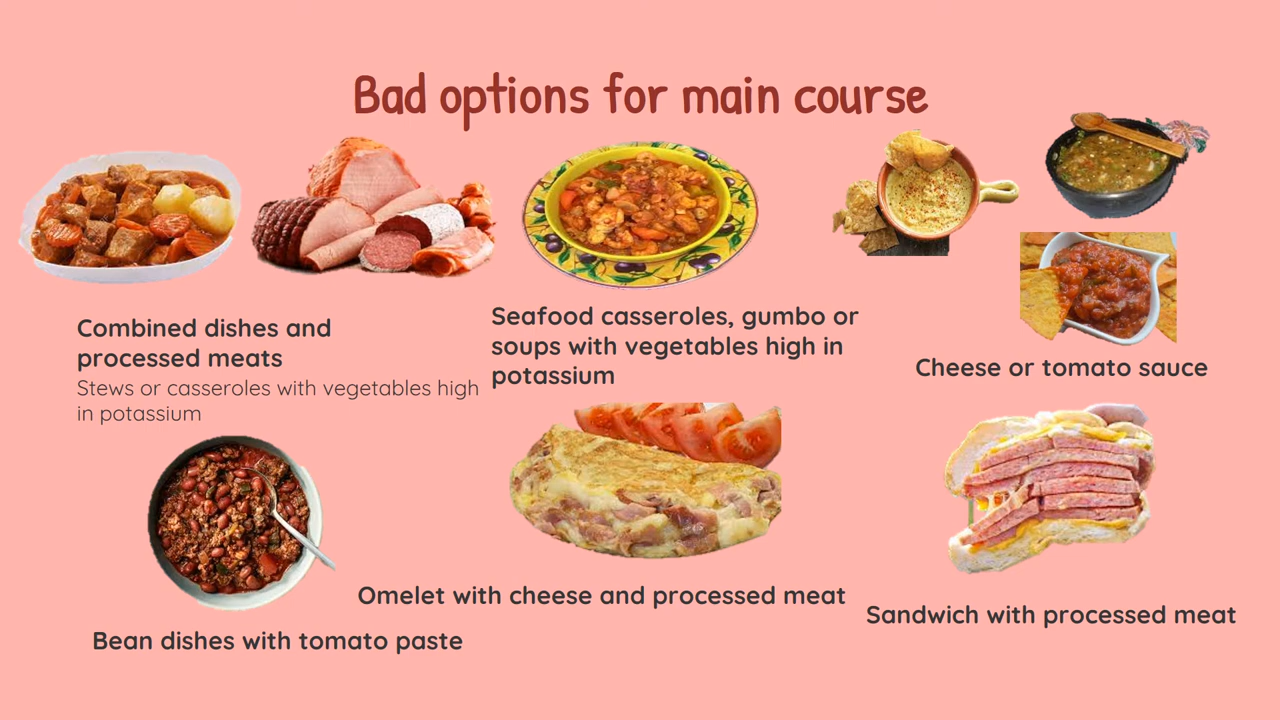 Bad options for main course
Combined dishes and
processed meats
Stews or casseroles with vegetables high
in potassium
Seafood casseroles, gumbo or
soups with vegetables high in
potassium
Cheese or tomato sauce
Bean dishes with tomato paste
Omelet with cheese and processed meat
Sandwich with processed meat